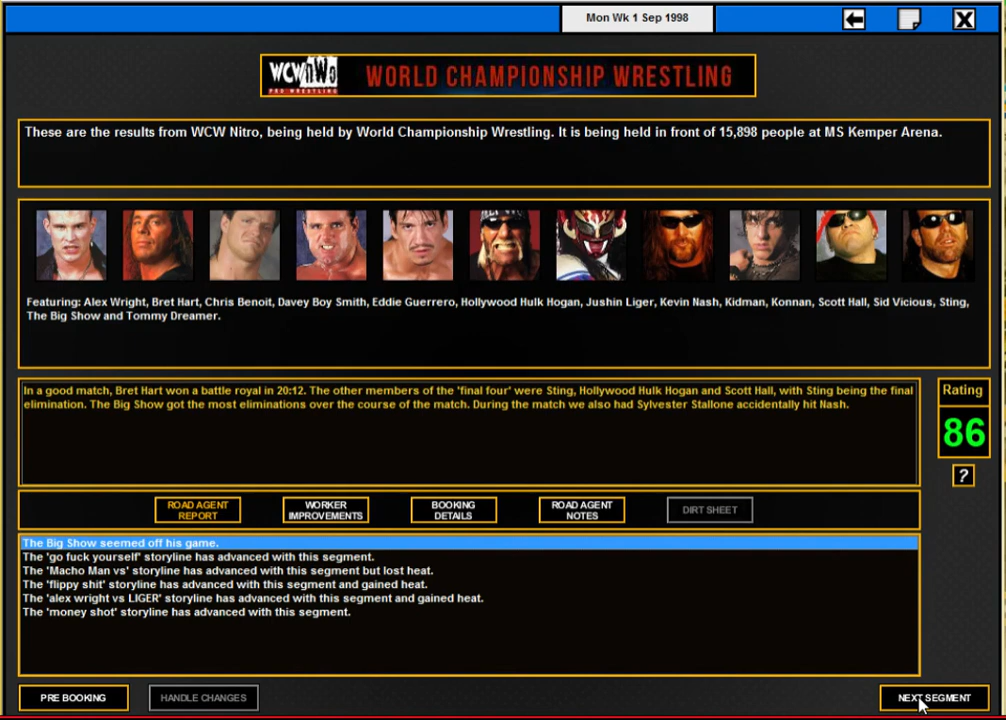 Mon Wk 1 Sep 1998
WCW nWo
PRO WRESTLING
WORLD CHAMPIONSHIP WRESTLING
These are the results from WCW Nitro, being held by World Championship Wrestling. It is being held in front of 15,898 people at MS Kemper Arena.
Featuring: Alex Wright, Bret Hart, Chris Benoit, Davey Boy Smith, Eddie Guerrero, Hollywood Hulk Hogan, Jushin Liger, Kevin Nash, Kidman, Konnan, Scott Hall, Sid Vicious, Sting,
The Big Show and Tommy Dreamer.
In a good match, Bret Hart won a battle royal in 20:12. The other members of the 'final four' were Sting, Hollywood Hulk Hogan and Scott Hall, with Sting being the final
elimination. The Big Show got the most eliminations over the course of the match. During the match we also had Sylvester Stallone accidentally hit Nash.
Rating
86
?
ROAD AGENT
REPORT
WORKER
IMPROVEMENTS
BOOKING
DETAILS
ROAD AGENT
NOTES
DIRT SHEET
The Big Show seemed off his game.
The 'go fuck yourself' storyline has advanced with this segment.
The 'Macho Man vs' storyline has advanced with this segment but lost heat.
The 'flippy shit' storyline has advanced with this segment and gained heat.
The 'alex wright vs LIGER' storyline has advanced with this segment and gained heat.
The 'money shot' storyline has advanced with this segment.
PRE BOOKING
HANDLE CHANGES
NEXT SEGMENT